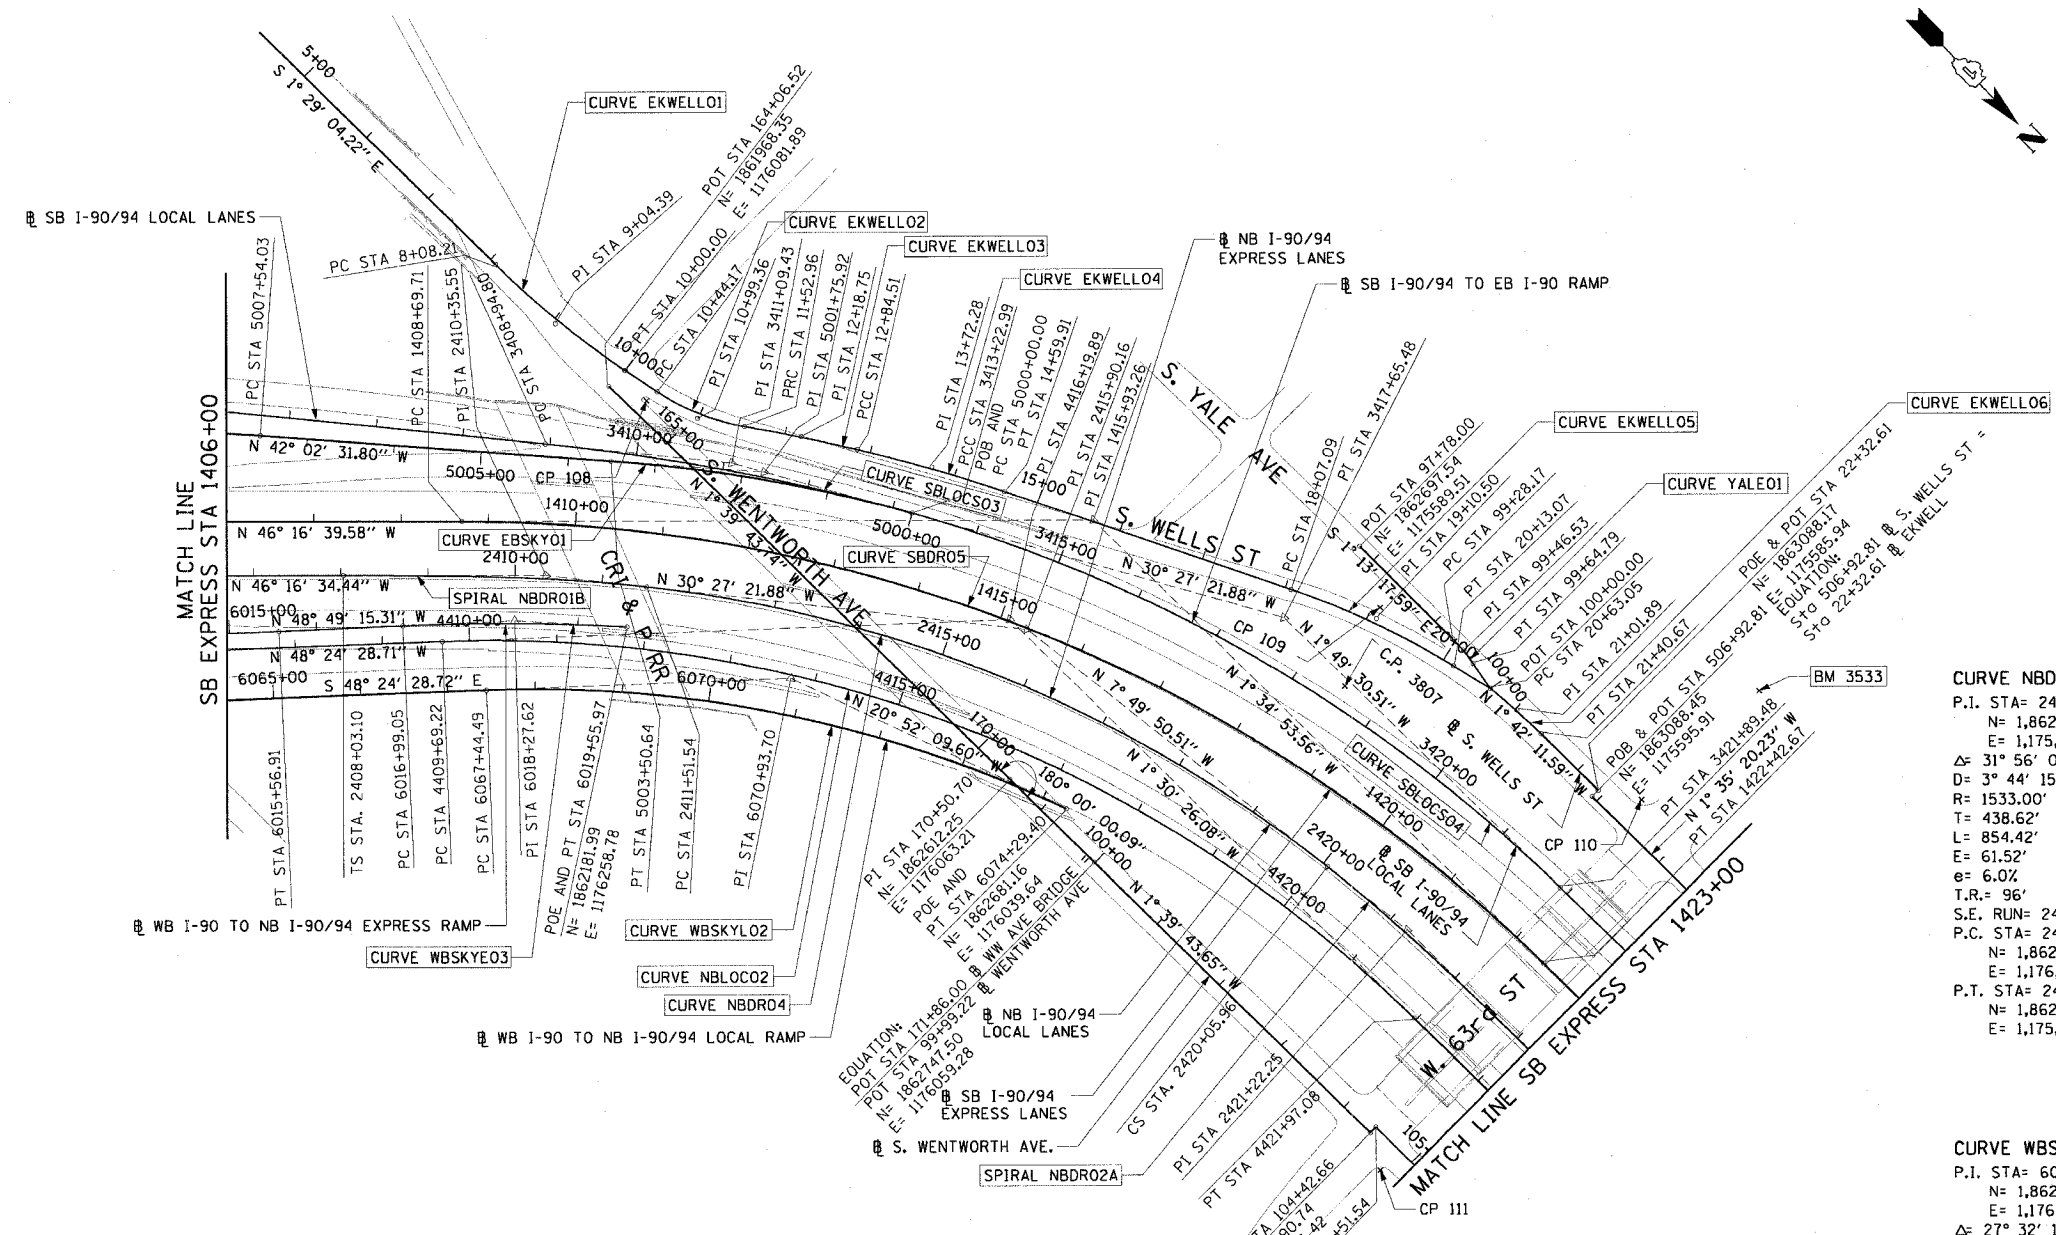 5+00
S 1° 29' 04.22" E
CURVE EKWELL01
℄ SB I-90/94 LOCAL LANES
PC STA 5007+54.03
PC STA 8+08.21
PC STA 1408+69.71
PI STA 2410+35.55
PC STA 3408+94.80
PI STA 9+04.39
POT STA 164+06.52
N= 1861968.35
E= 1176081.89
PT STA 10+00.00
10+00
PC STA 10+44.17
PI STA 10+99.36
PI STA 3411+09.43
PRC STA 11+52.96
PI STA 5001+75.92
PI STA 12+18.75
PCC STA 12+84.51
CURVE EKWELL02
CURVE EKWELL03
CURVE EKWELL04
PI STA 13+72.28
PCC STA 3413+22.99
POB AND
PC STA 5000+00.00
PT STA 14+59.91
PI STA 4416+19.89
PI STA 2415+90.16
PI STA 1415+93.26
℄ NB I-90/94
EXPRESS LANES
℄ SB I-90/94 TO EB I-90 RAMP
S. YALE
AVE
PC STA 18+07.09
PI STA 3417+65.48
POT STA 97+78.00
N= 1862697.54
E= 1175589.51
PI STA 19+10.50
PC STA 99+28.17
PT STA 20+13.07
PI STA 99+46.53
PT STA 99+64.79
POT STA 100+00.00
PC STA 20+63.05
PI STA 21+01.89
PT STA 21+40.67
CURVE EKWELL05
CURVE YALE01
CURVE EKWELL06
POE & POT STA 22+32.61
N= 1863088.17
E= 1175585.94
EQUATION:
Sta 506+92.81 ℄ S. WELLS ST =
Sta 22+32.61 ℄ EKWELL
POB & POT STA 506+92.81
N= 1863088.45
E= 1175595.91
PT STA 3421+89.48
N 1° 35' 20.23" W
PT STA 1422+42.67
BM 3533
N
MATCH LINE
SB EXPRESS STA 1406+00
N 42° 02' 31.80" W
5005+00
CP 108
3410+00
165+00
1410+00
N 46° 16' 39.58" W
CURVE EBSKY01
2410+00
N 46° 16' 34.44" W
SPIRAL NBDR01B
6015+00
N 48° 49' 15.31" W
4410+00
N 48° 24' 28.71" W
6065+00
S 48° 24' 28.72" E
CRI & P RR
6070+00
S. WENTWORTH AVE
N 1° 39' 43.74" W
N 30° 27' 21.88" W
CURVE SBLOCS03
5000+00
15+00
3415+00
S. WELLS ST
N 30° 27' 21.88" W
CURVE SBDR05
1415+00
2415+00
4415+00
170+00
N 20° 52' 09.60" W
180° 00' 00.09"
100+00
CP 109
N 1° 49' 30.51" W
C.P. 3807
S 1° 13' 17.59" E
20+00
100+00
N 1° 42' 11.59" W
N 7° 49' 50.51" W
N 1° 34' 53.56" W
N 1° 30' 26.08" W
3420+00
℄ S. WELLS ST
CURVE SBLOCS04
1420+00
2420+00
4420+00
℄ SB I-90/94
LOCAL LANES
CP 110
N 1° 39' 43.65" W
W. 63rd ST
MATCH LINE SB EXPRESS STA 1423+00
105
CP 111
PT STA 6015+56.91
TS STA. 2408+03.10
PC STA 6016+99.05
PC STA 4409+69.22
PC STA 6067+44.49
PI STA 6018+27.62
POE AND PT STA 6019+55.97
N= 1862181.99
E= 1176258.78
PT STA 5003+50.64
PC STA 2411+51.54
PI STA 6070+93.70
℄ WB I-90 TO NB I-90/94 EXPRESS RAMP
CURVE WBSKYE03
CURVE WBSKYL02
CURVE NBLOC02
CURVE NBDR04
℄ WB I-90 TO NB I-90/94 LOCAL RAMP
PI STA 170+50.70
N= 1862612.25
E= 1176063.21
POE AND
PT STA 6074+29.40
N= 1862681.16
E= 1176039.64
EQUATION:
POT STA 171+86.00 ℄ WW AVE BRIDGE
POT STA 99+99.22 ℄ WENTWORTH AVE
N= 1862747.50
E= 1176059.28
℄ NB I-90/94
LOCAL LANES
℄ SB I-90/94
EXPRESS LANES
℄ S. WENTWORTH AVE.
SPIRAL NBDR02A
CS STA. 2420+05.96
PI STA 2421+22.25
PT STA 4421+97.08
TA 104+42.66
90.74
42
+51.54
CURVE NBD
P.I. STA= 24
N= 1,862
E= 1,175,
Δ= 31° 56' 0
D= 3° 44' 15
R= 1533.00'
T= 438.62'
L= 854.42'
E= 61.52'
e= 6.0%
T.R.= 96'
S.E. RUN= 24
P.C. STA= 24
N= 1,862
E= 1,176,
P.T. STA= 24
N= 1,862
E= 1,175,
CURVE WBS
P.I. STA= 60
N= 1,862
E= 1,176
Δ= 27° 32' 1